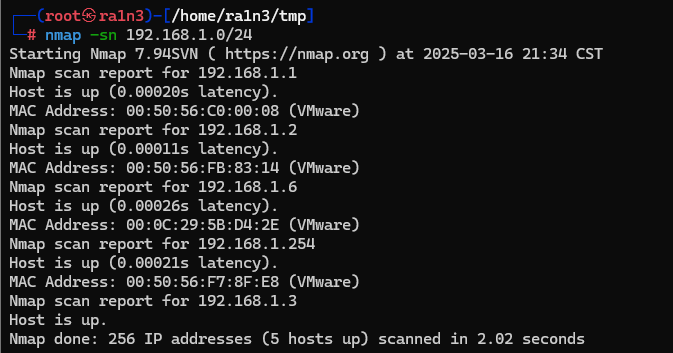 ┌──(root㉿ra1n3)-[/home/ra1n3/tmp]
└─# nmap -sn 192.168.1.0/24
Starting Nmap 7.94SVN ( https://nmap.org ) at 2025-03-16 21:34 CST
Nmap scan report for 192.168.1.1
Host is up (0.00020s latency).
MAC Address: 00:50:56:C0:00:08 (VMware)
Nmap scan report for 192.168.1.2
Host is up (0.00011s latency).
MAC Address: 00:50:56:FB:83:14 (VMware)
Nmap scan report for 192.168.1.6
Host is up (0.00026s latency).
MAC Address: 00:0C:29:5B:D4:2E (VMware)
Nmap scan report for 192.168.1.254
Host is up (0.00021s latency).
MAC Address: 00:50:56:F7:8F:E8 (VMware)
Nmap scan report for 192.168.1.3
Host is up.
Nmap done: 256 IP addresses (5 hosts up) scanned in 2.02 seconds